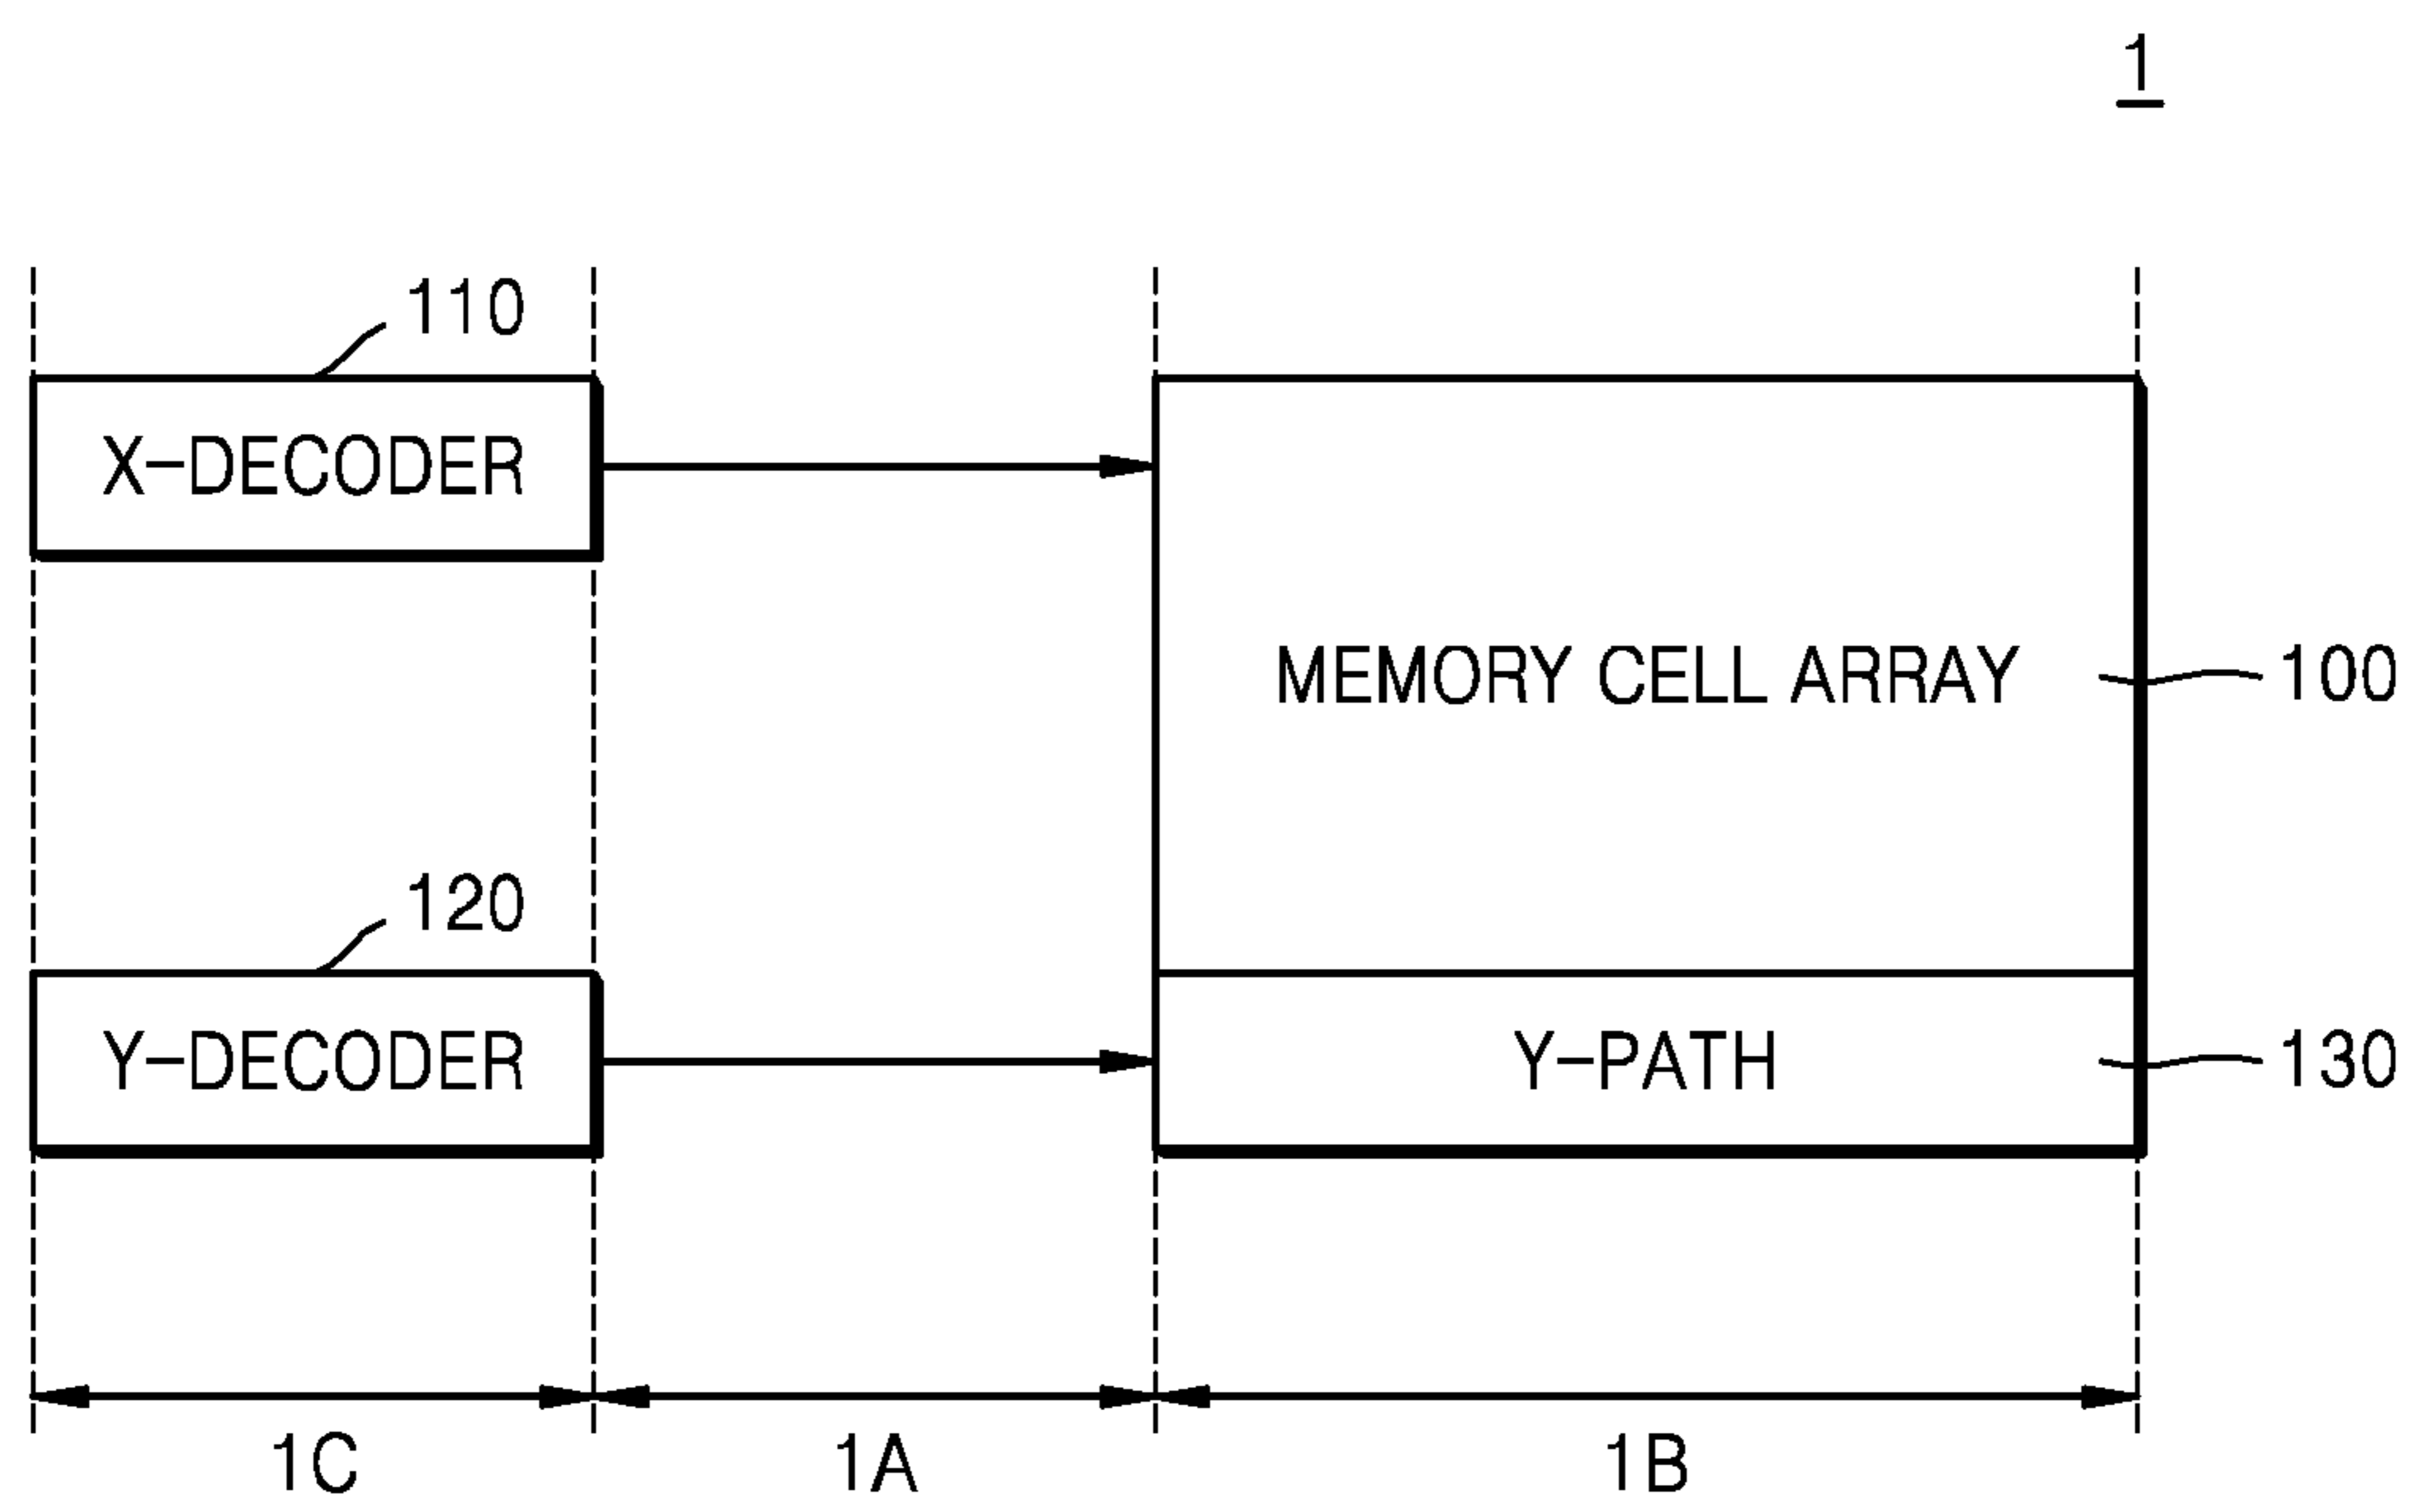 1
110
X-DECODER
MEMORY CELL ARRAY
100
120
Y-DECODER
Y-PATH
130
1C
1A
1B